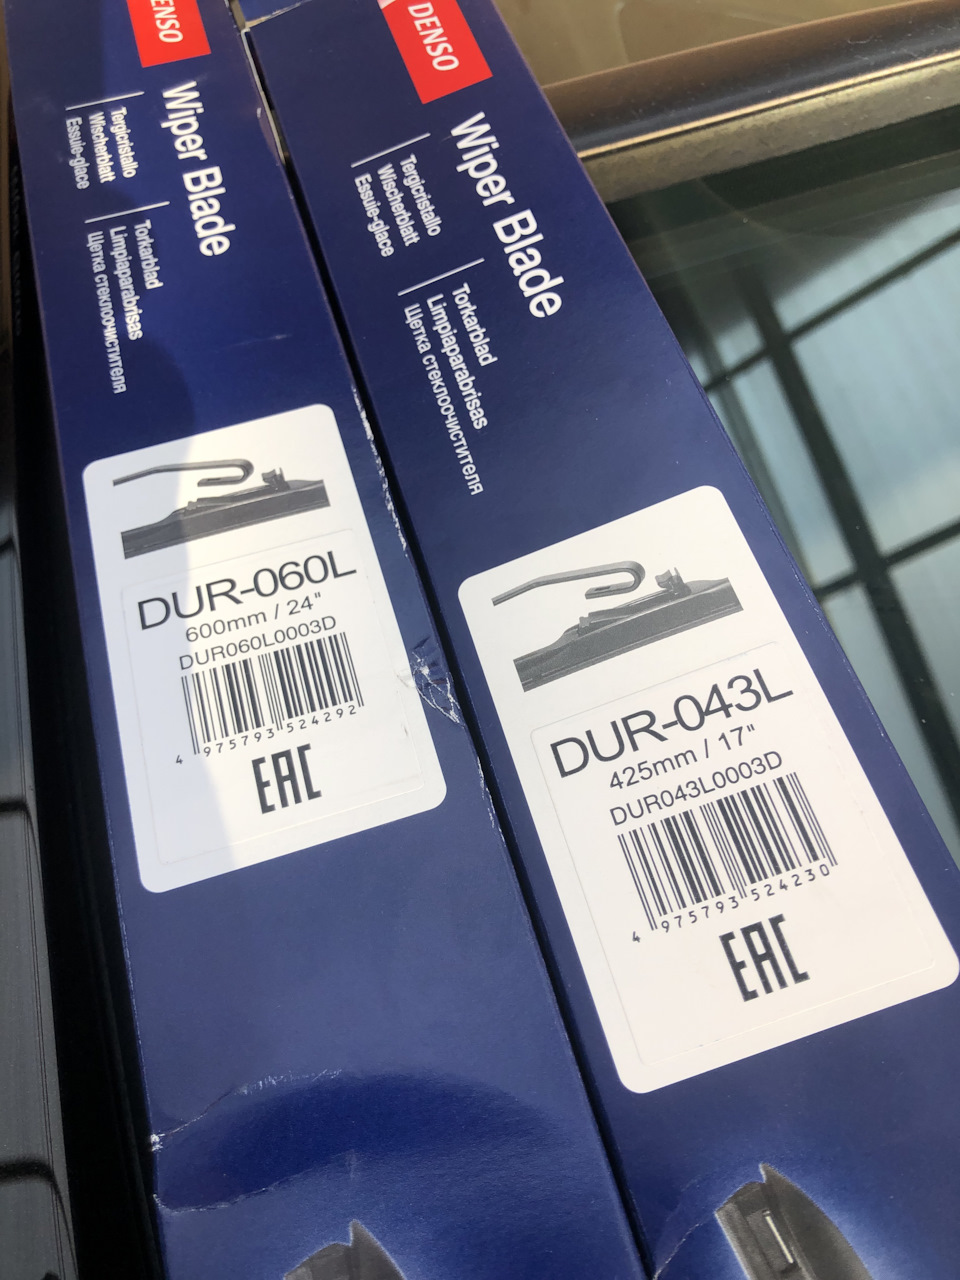 DENSO
Wiper Blade
Tergicristallo
Wischerblatt
Essuie-glace
Torkarblad
Limpiaparabrisas
Щетка стеклоочистителя
DUR-060L
600mm / 24"
DUR060L0003D
4 975793 524292
EAC
DENSO
Wiper Blade
Tergicristallo
Wischerblatt
Essuie-glace
Torkarblad
Limpiaparabrisas
Щетка стеклоочистителя
DUR-043L
425mm / 17"
DUR043L0003D
4 975793 524230
EAC